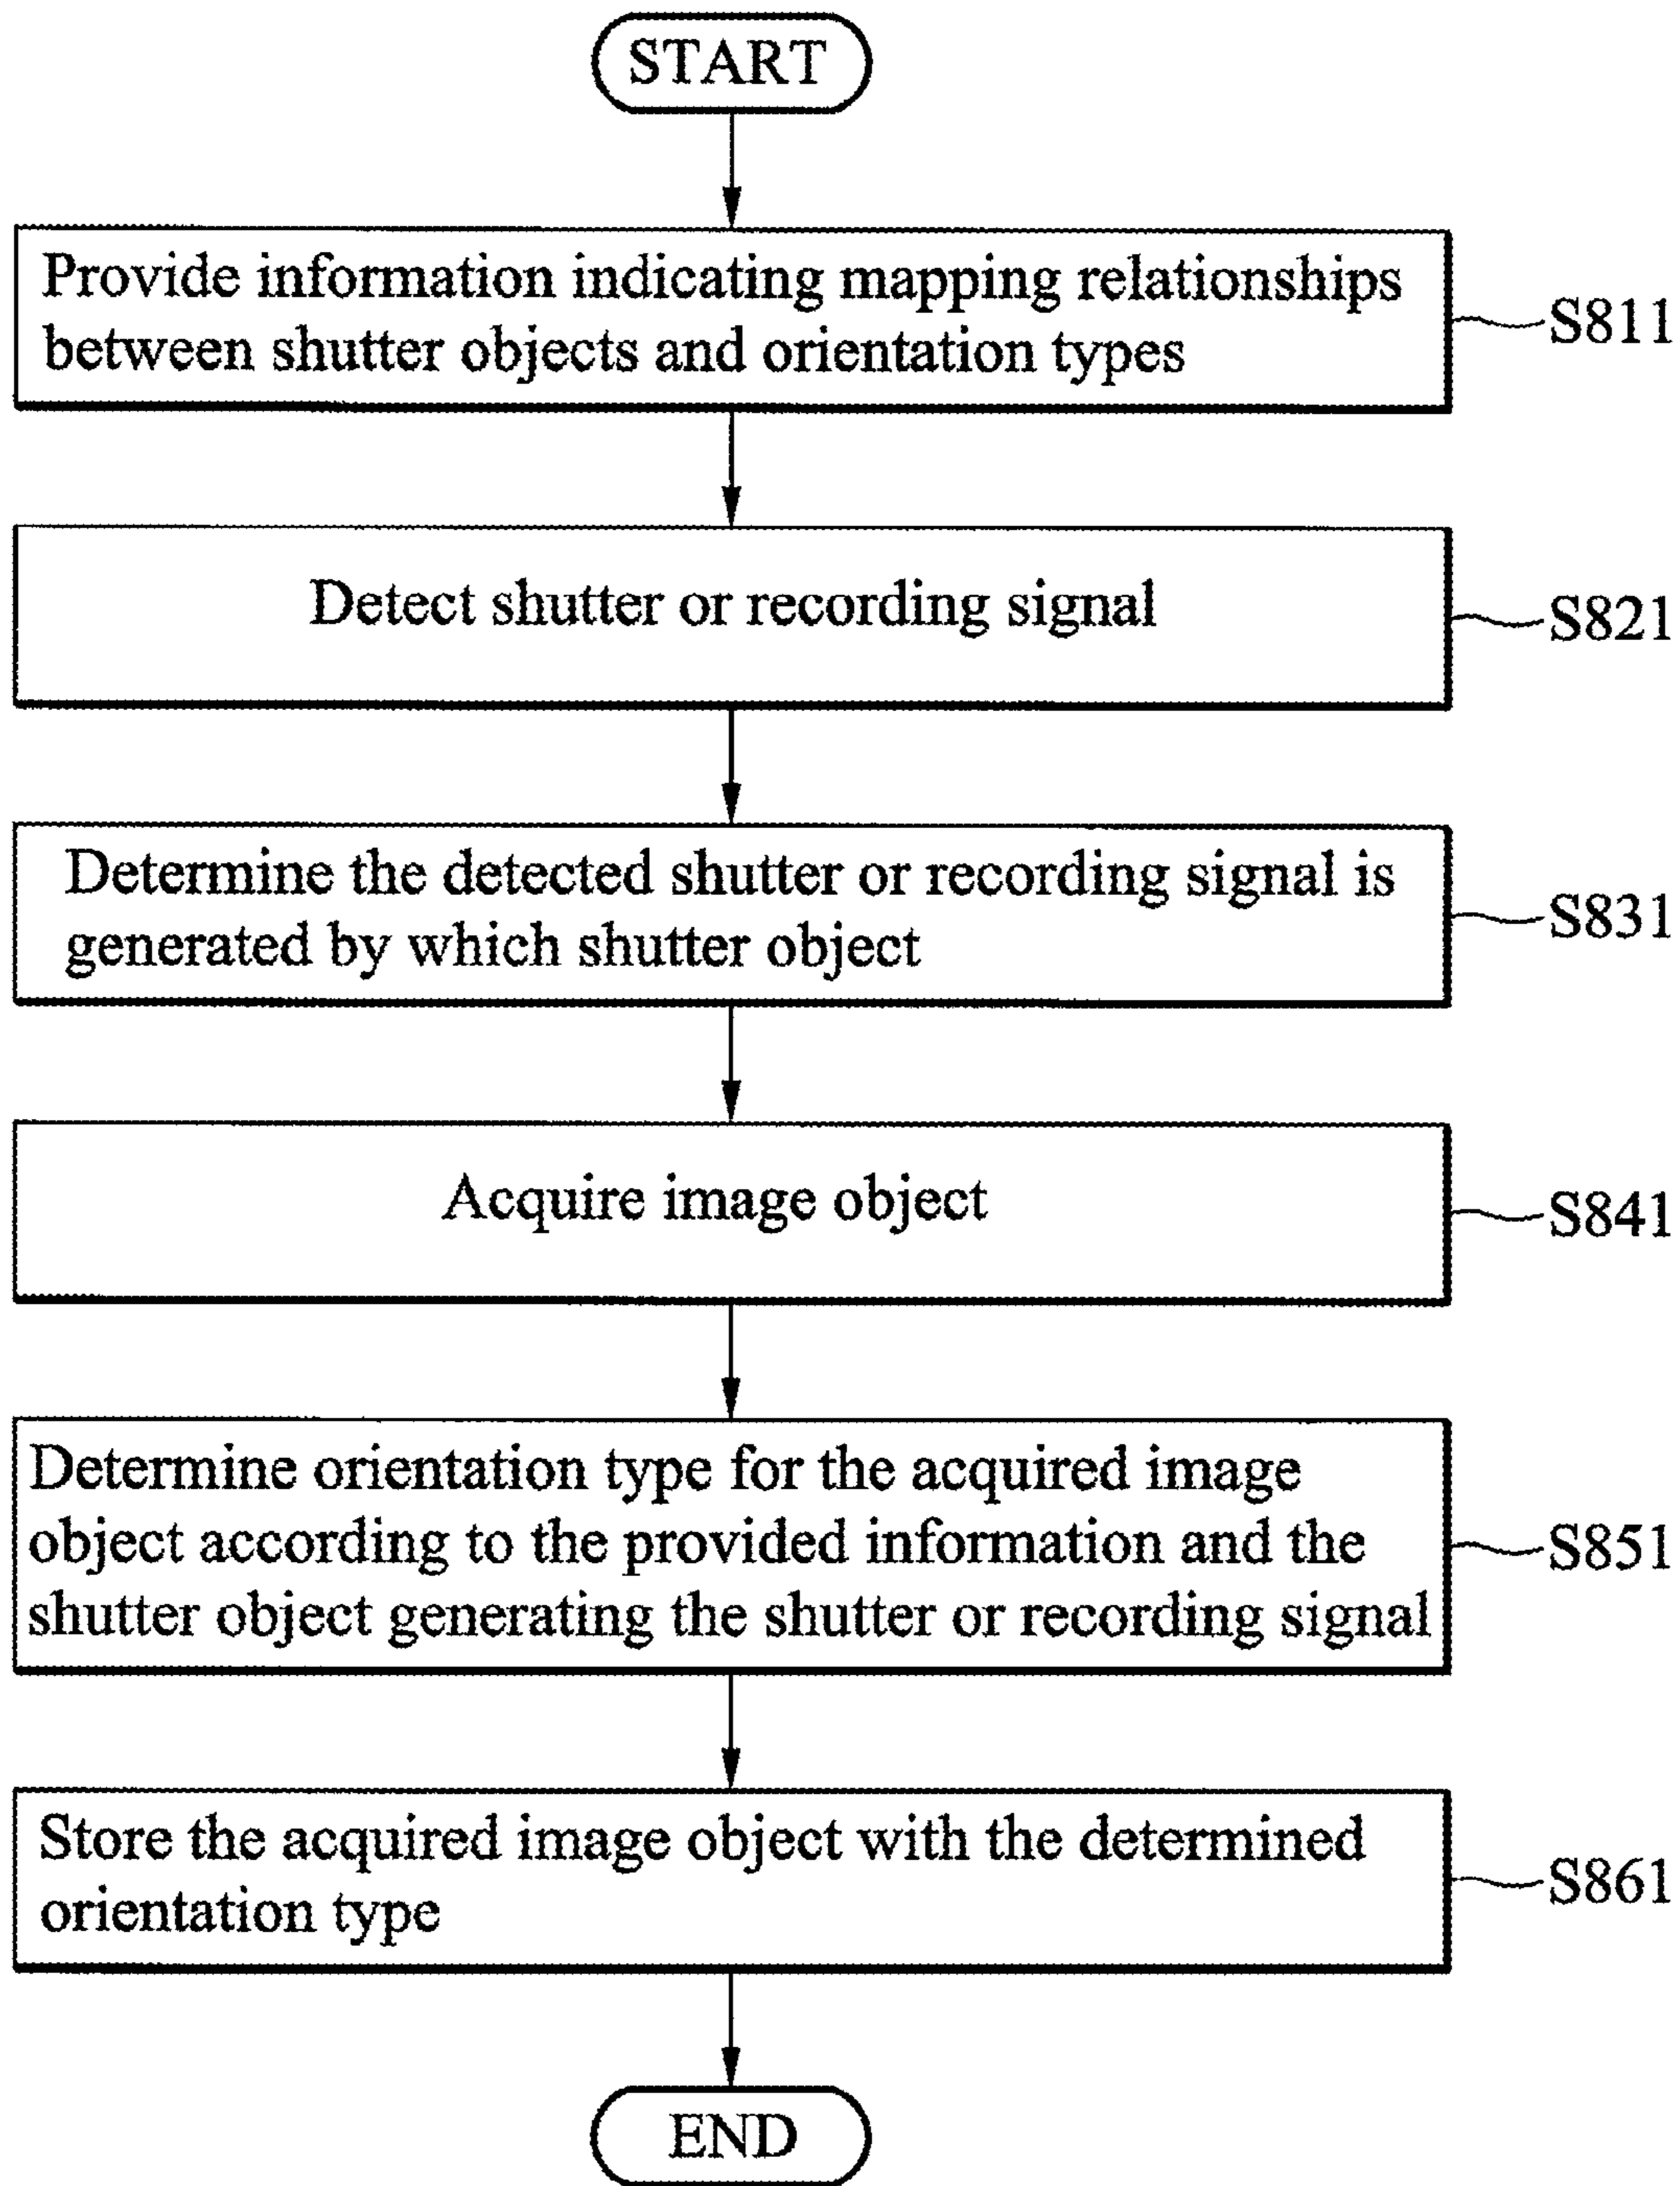 START
Provide information indicating mapping relationships
between shutter objects and orientation types
S811
Detect shutter or recording signal
S821
Determine the detected shutter or recording signal is
generated by which shutter object
S831
Acquire image object
S841
Determine orientation type for the acquired image
object according to the provided information and the
shutter object generating the shutter or recording signal
S851
Store the acquired image object with the determined
orientation type
S861
END